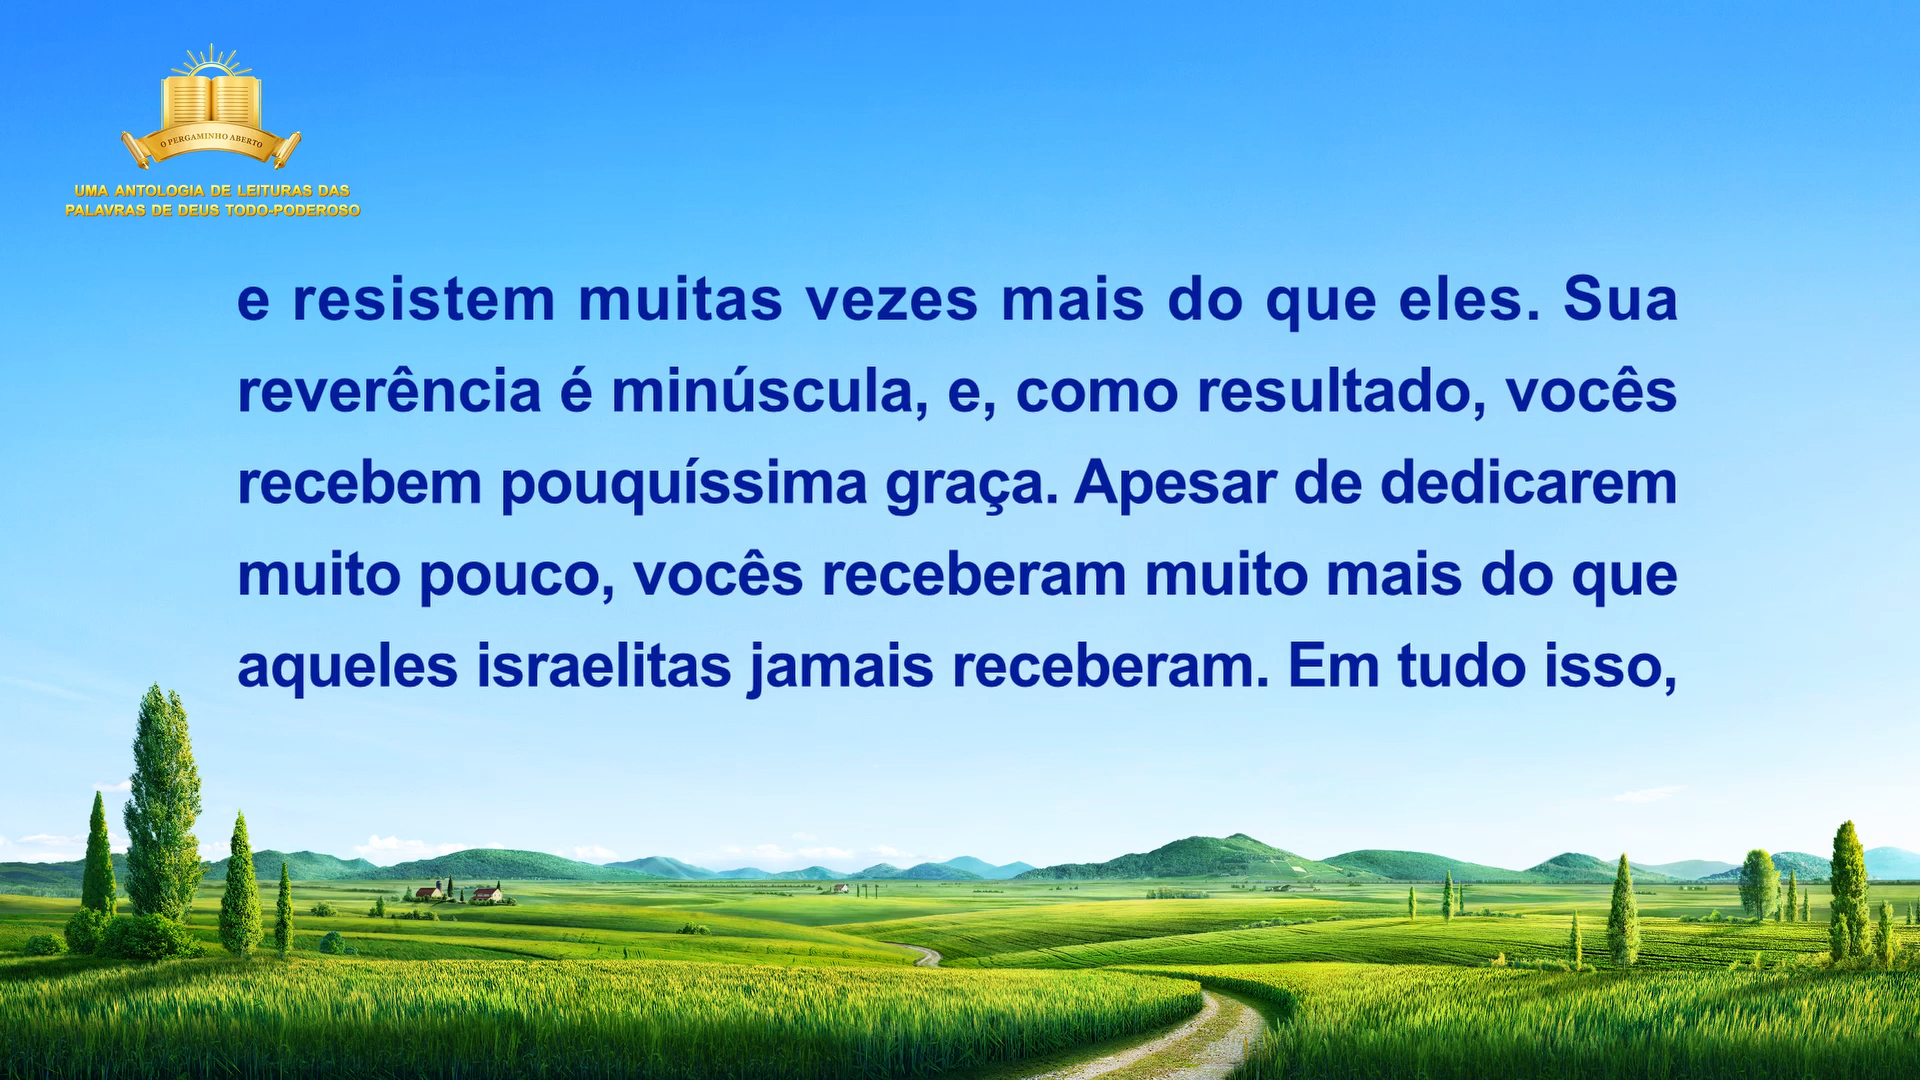 O PERGAMINHO ABERTO
UMA ANTOLOGIA DE LEITURAS DAS
PALAVRAS DE DEUS TODO-PODEROSO
e resistem muitas vezes mais do que eles. Sua
reverência é minúscula, e, como resultado, vocês
recebem pouquíssima graça. Apesar de dedicarem
muito pouco, vocês receberam muito mais do que
aqueles israelitas jamais receberam. Em tudo isso,